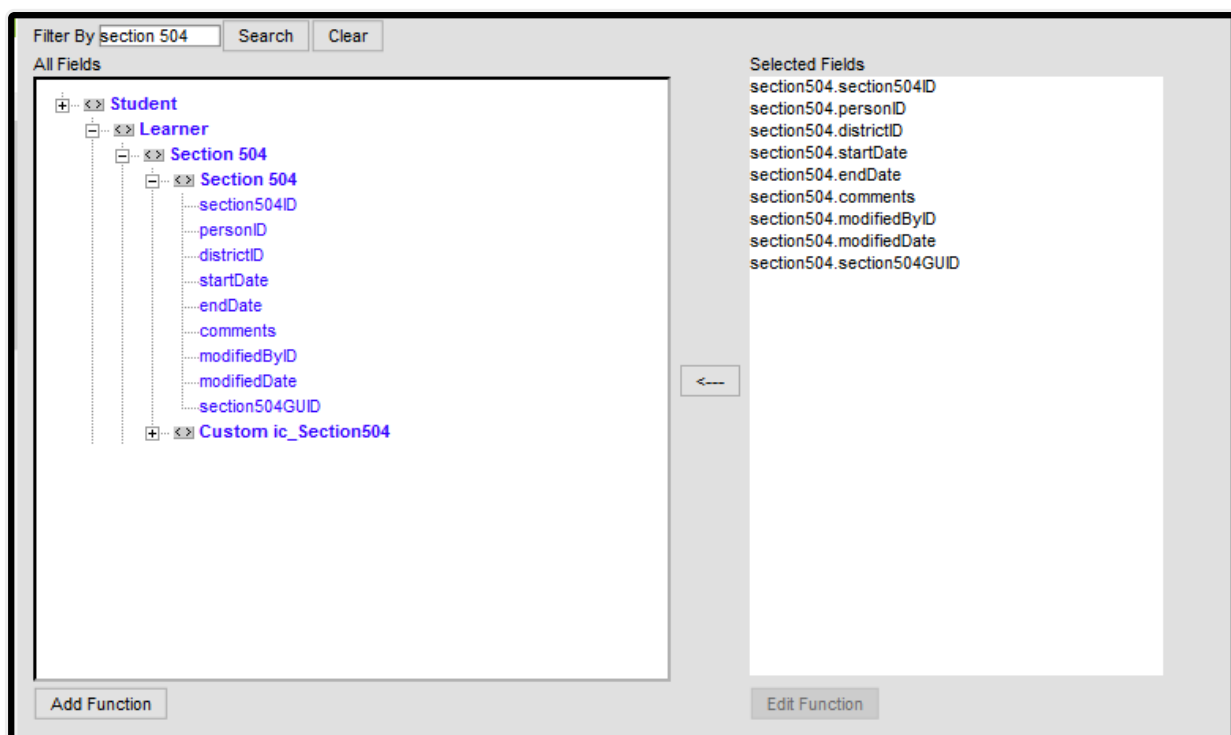 Filter By section 504 Search Clear
All Fields
Student
Learner
Section 504
Section 504
section504ID
personID
districtID
startDate
endDate
comments
modifiedByID
modifiedDate
section504GUID
Custom ic_Section504
Add Function
<---
Selected Fields
section504.section504ID
section504.personID
section504.districtID
section504.startDate
section504.endDate
section504.comments
section504.modifiedByID
section504.modifiedDate
section504.section504GUID
Edit Function